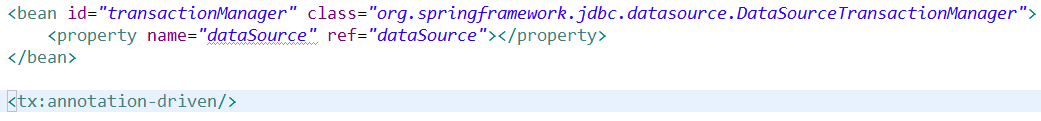 <bean id="transactionManager" class="org.springframework.jdbc.datasource.DataSourceTransactionManager">
<property name="dataSource" ref="dataSource"></property>
</bean>
<tx:annotation-driven/>